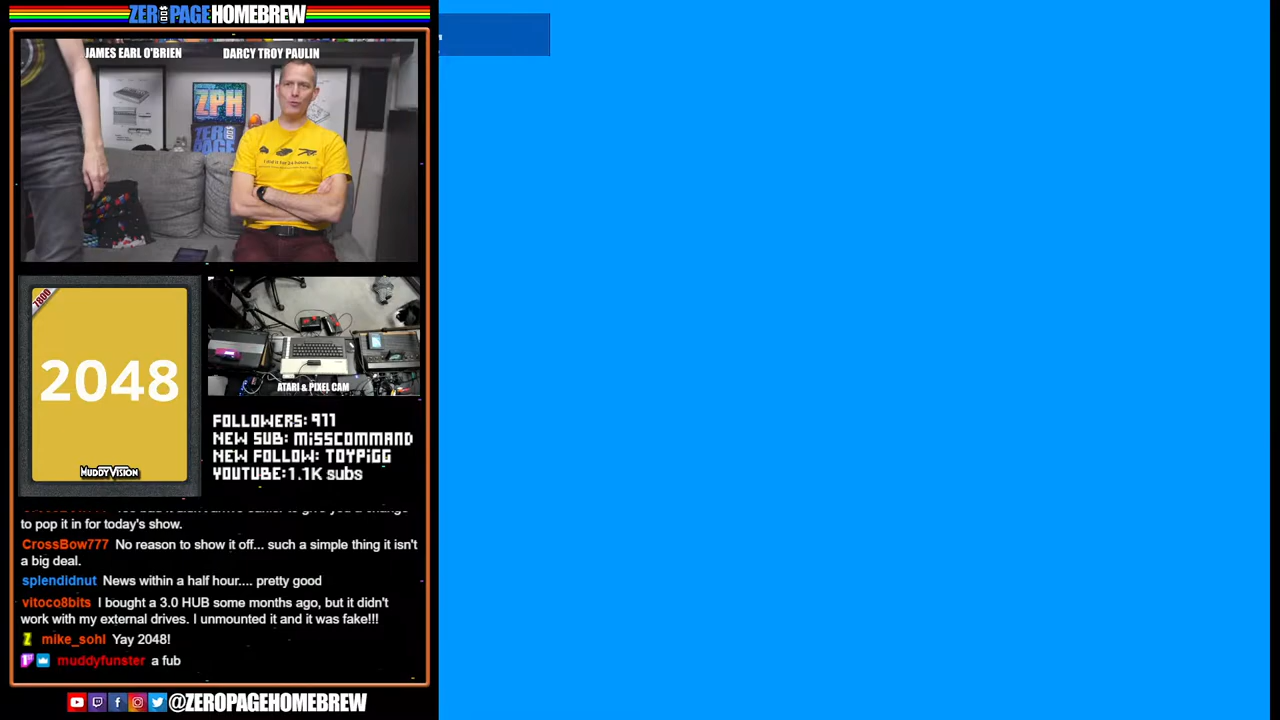 ZEROPAGEHOMEBREW
JAMES EARL O'BRIEN
DARCY TROY PAULIN
ZPH
ZERO
PAGE
7800
2048
MUDDYVISION
ATARI & PIXEL CAM
FOLLOWERS: 911
NEW SUB: MISSCOMMAND
NEW FOLLOW: TOYPIGG
YOUTUBE: 1.1K subs
to pop it in for today's show.
CrossBow777 No reason to show it off... such a simple thing it isn't
a big deal.
splendidnut News within a half hour.... pretty good
vitoco8bits I bought a 3.0 HUB some months ago, but it didn't
work with my external drives. I unmounted it and it was fake!!!
mike_sohl Yay 2048!
muddyfunster a fub
@ZEROPAGEHOMEBREW